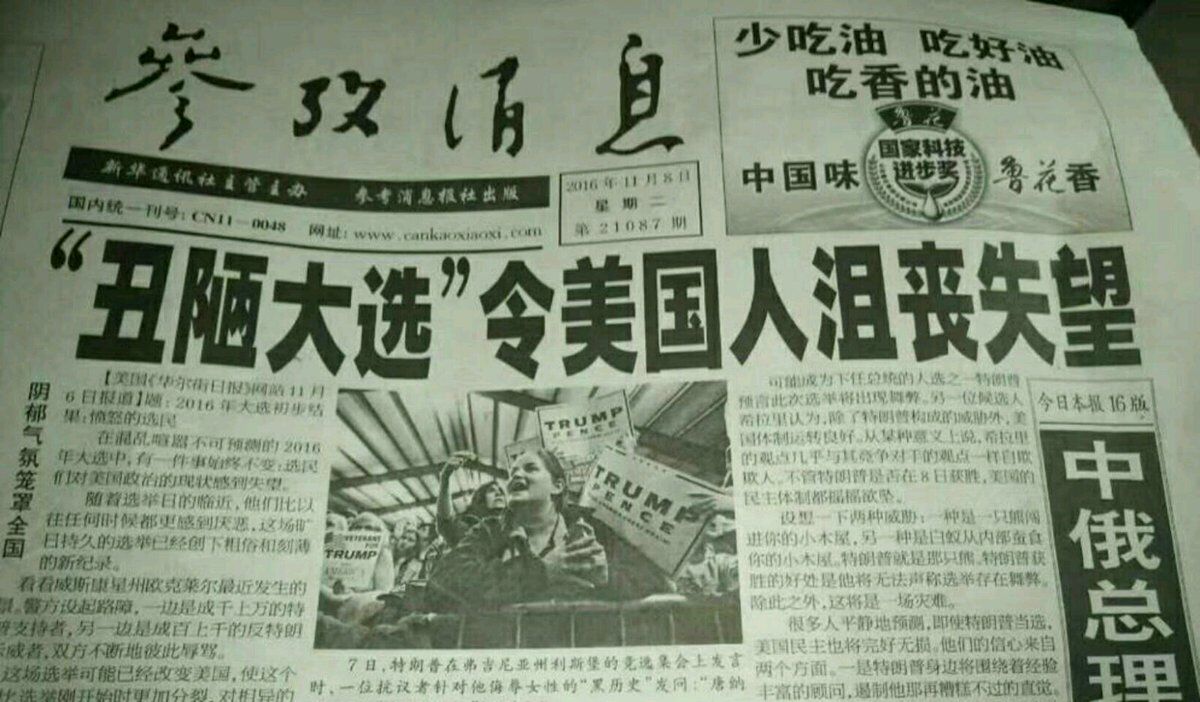 参考消息
新华通讯社主管主办 参考消息报社出版
国内统一刊号：CN11—0048 网址：www.cankaoxiaoxi.com
2016年11月8日
星期二
第21087期
少吃油 吃好油
吃香的油
鲁花
国家科技
进步奖
中国味
鲁花香
“丑陋大选”令美国人沮丧失望
阴郁气氛笼罩全国
【美国《华尔街日报》网站11月
6日报道】题：2016年大选初步结
果：愤怒的选民
在混乱喧嚣不可预测的2016
年大选中，有一件事始终不变：选民
们对美国政治的现状感到失望。
随着选举日的临近，他们比以
往任何时候都更感到厌恶，这场旷
日持久的选举已经创下粗俗和刻薄
的新纪录。
看看威斯康星州欧克莱尔最近发生的
景。警方设起路障，一边是成千上万的特
普支持者，另一边是成百上千的反特朗
示威者，双方不断地彼此辱骂。
这场选举可能已经改变美国，使这个
比选举刚开始时更加分裂，对相异的
TRUMP
PENCE
TRUMP
PENCE
VETERANS
FOR
TRUMP
7日，特朗普在弗吉尼亚州利斯堡的竞选集会上发言
时，一位抗议者针对他侮辱女性的“黑历史”发问：“唐纳
可能成为下任总统的人选之一特朗普
预言此次选举将出现舞弊。另一位候选人
希拉里认为，除了特朗普构成的威胁外，美
国体制运转良好。从某种意义上说，希拉里
的观点几乎与其竞争对手的观点一样自欺
欺人。不管特朗普是否在8日获胜，美国的
民主体制都摇摇欲坠。
设想一下两种威胁：一种是一只熊闯
进你的小木屋，另一种是白蚁从内部蚕食
你的小木屋。特朗普就是那只熊。特朗普获
胜的好处是他将无法声称选举存在舞弊。
除此之外，这将是一场灾难。
很多人平静地预测，即使特朗普当选，
美国民主也将完好无损。他们的信心来自
两个方面。一是特朗普身边将围绕着经验
丰富的顾问，遏制他那再糟糕不过的直觉。
今日本报16版
中俄总理